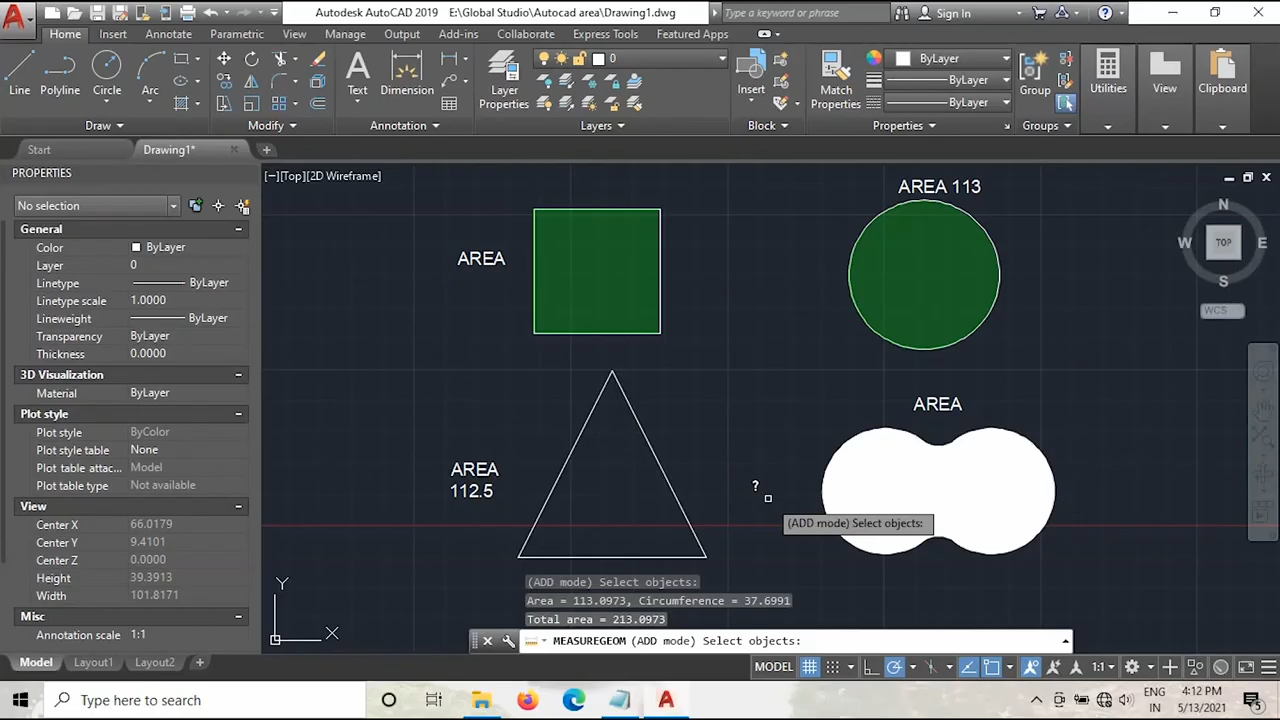 Autodesk AutoCAD 2019 E:\Global Studio\Autocad area\Drawing1.dwg
Type a keyword or phrase
Sign In
Home Insert Annotate Parametric View Manage Output Add-ins Collaborate Express Tools Featured Apps
0
ByLayer
ByLayer
ByLayer
Line Polyline Circle Arc
Text Dimension
Layer
Properties
Insert
Match
Properties
Group
Utilities
View
Clipboard
Draw Modify Annotation Layers Block Properties Groups
Start Drawing1*
PROPERTIES
No selection
General
Color ByLayer
Layer 0
Linetype ByLayer
Linetype scale 1.0000
Lineweight ByLayer
Transparency ByLayer
Thickness 0.0000
3D Visualization
Material ByLayer
Plot style
Plot style ByColor
Plot style table None
Plot table attac... Model
Plot table type Not available
View
Center X 66.0179
Center Y 9.4101
Center Z 0.0000
Height 39.3913
Width 101.8171
Misc
Annotation scale 1:1
[−][Top][2D Wireframe]
AREA 113
AREA
AREA
AREA
112.5
?
(ADD mode) Select objects:
N
W TOP E
S
WCS
Y
X
(ADD mode) Select objects:
Area = 113.0973, Circumference = 37.6991
Total area = 213.0973
MEASUREGEOM (ADD mode) Select objects:
Model Layout1 Layout2
MODEL
1:1
Type here to search
ENG
IN
4:12 PM
5/13/2021
5